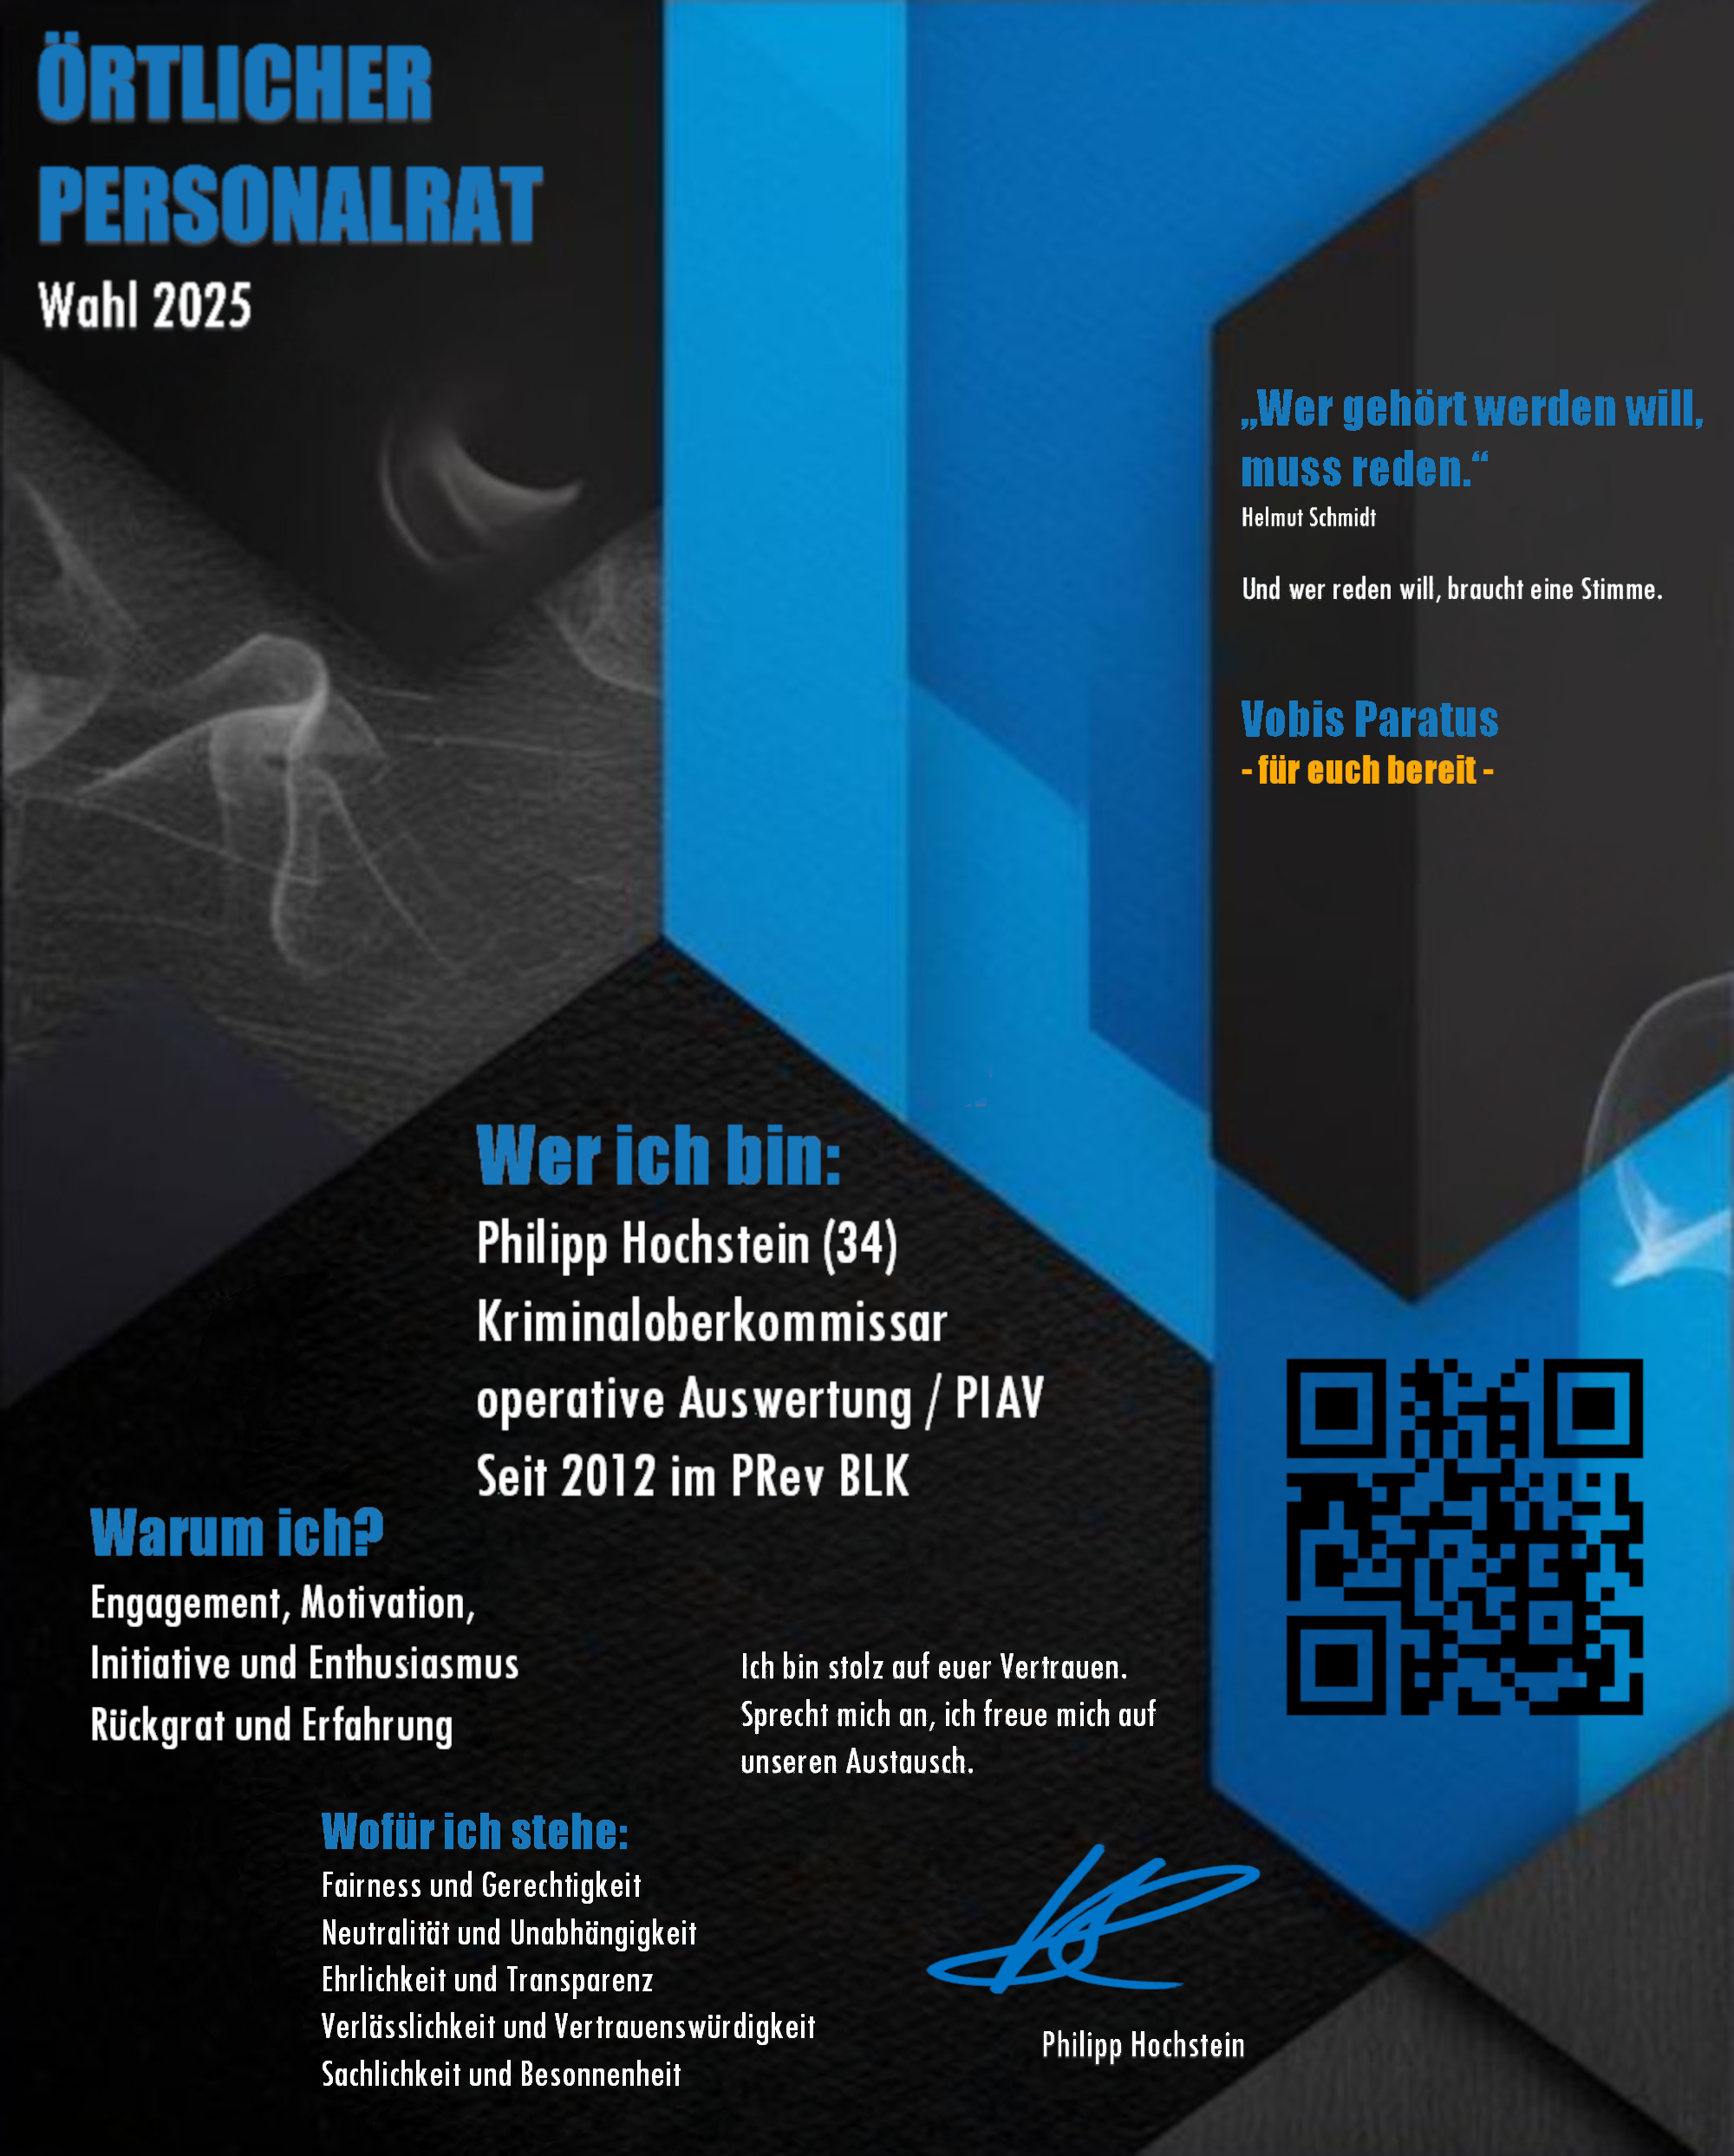 ÖRTLICHER
PERSONALRAT
Wahl 2025
„Wer gehört werden will,
muss reden.“
Helmut Schmidt
Und wer reden will, braucht eine Stimme.
Vobis Paratus
- für euch bereit -
Wer ich bin:
Philipp Hochstein (34)
Kriminaloberkommissar
operative Auswertung / PIAV
Seit 2012 im PRev BLK
Warum ich?
Engagement, Motivation,
Initiative und Enthusiasmus
Rückgrat und Erfahrung
Ich bin stolz auf euer Vertrauen.
Sprecht mich an, ich freue mich auf
unseren Austausch.
Wofür ich stehe:
Fairness und Gerechtigkeit
Neutralität und Unabhängigkeit
Ehrlichkeit und Transparenz
Verlässlichkeit und Vertrauenswürdigkeit
Sachlichkeit und Besonnenheit
Philipp Hochstein